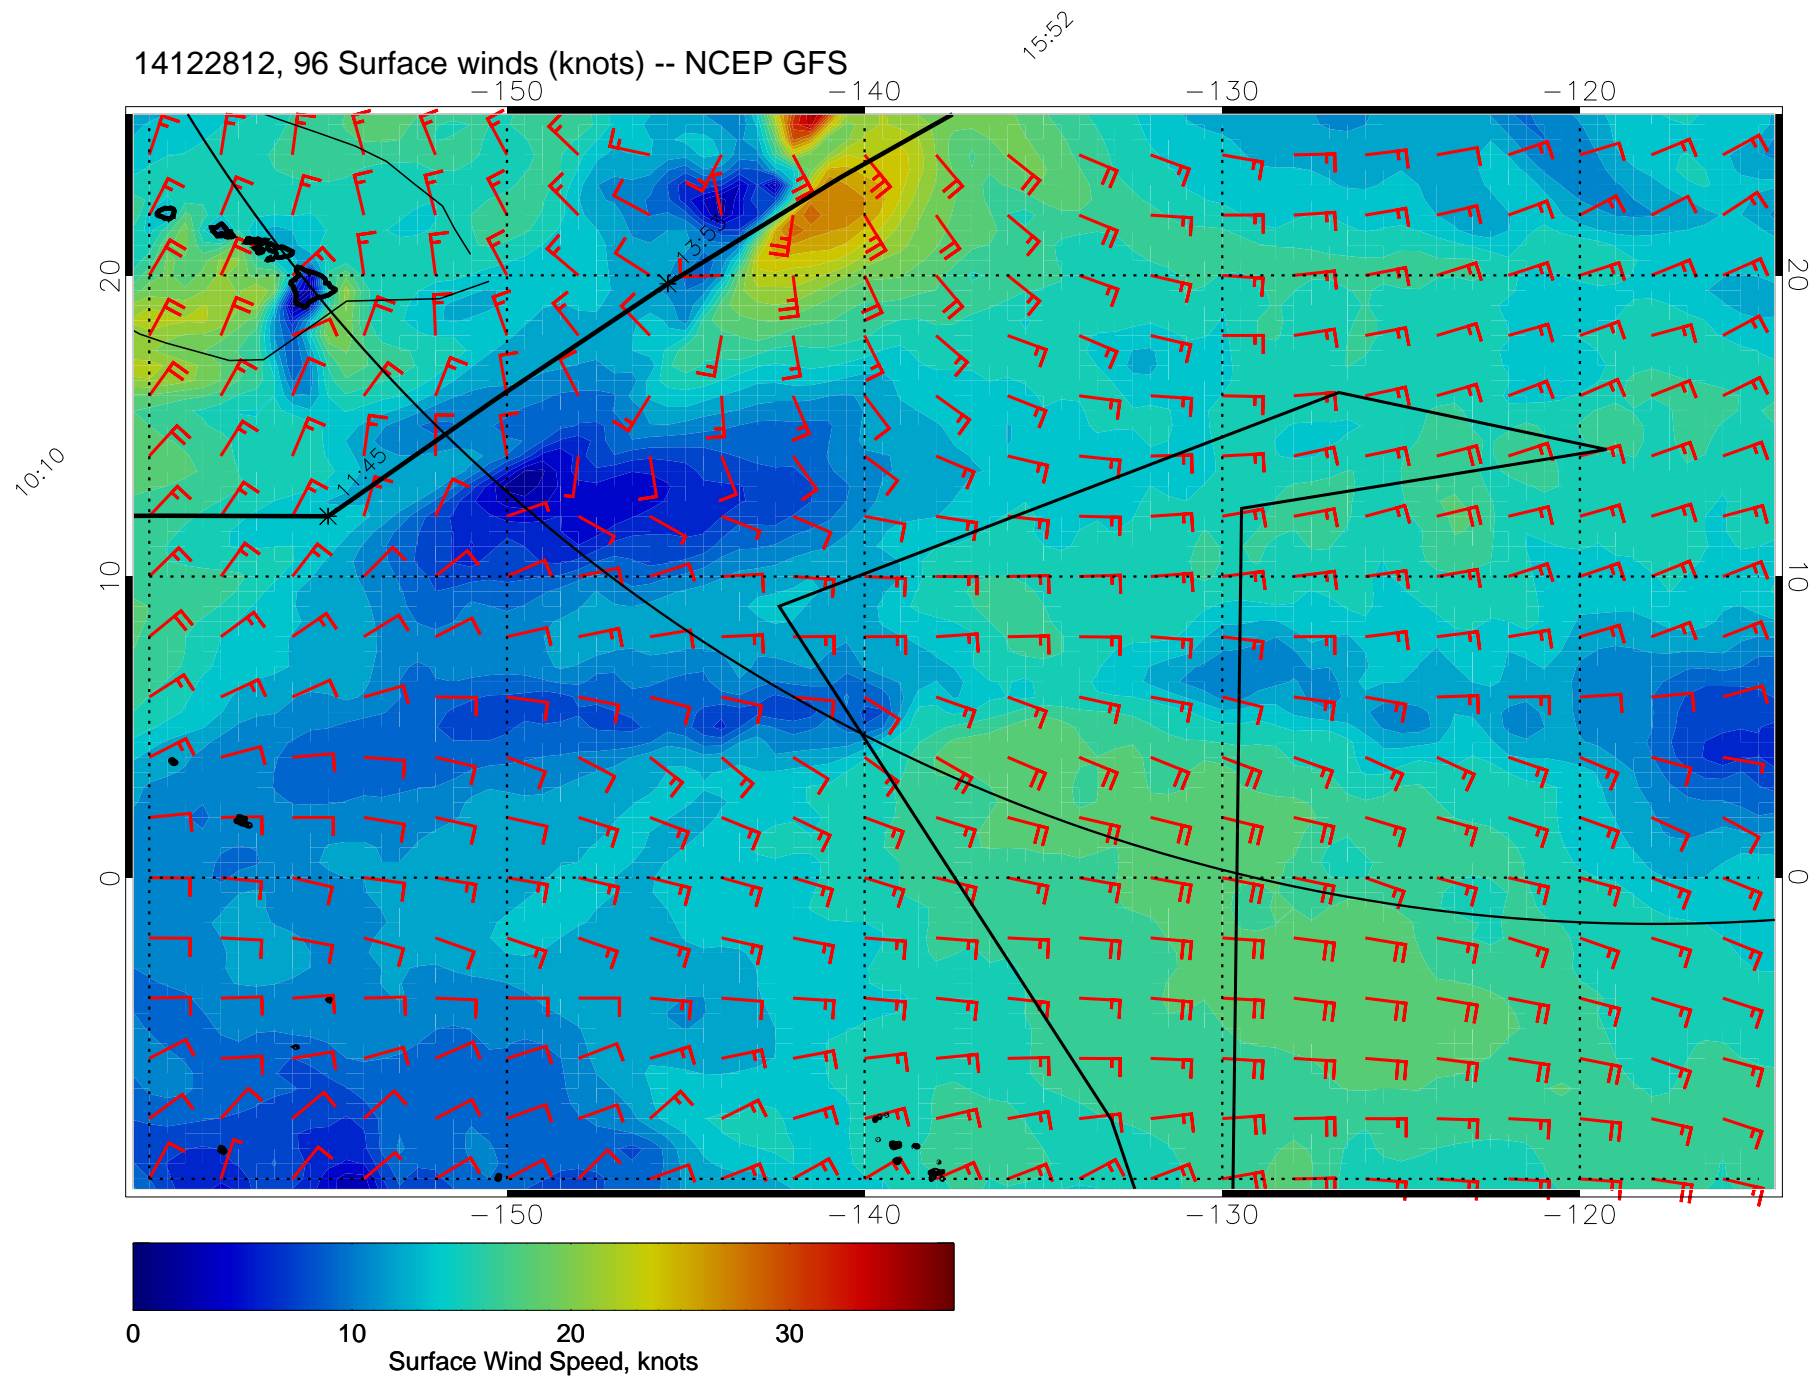 15:52
14122812, 96 Surface winds (knots) -- NCEP GFS
-150 -140 -130 -120
13:53
20 20
10:10
11:45
10 10
0 0
-150 -140 -130 -120
0 10 20 30
Surface Wind Speed, knots